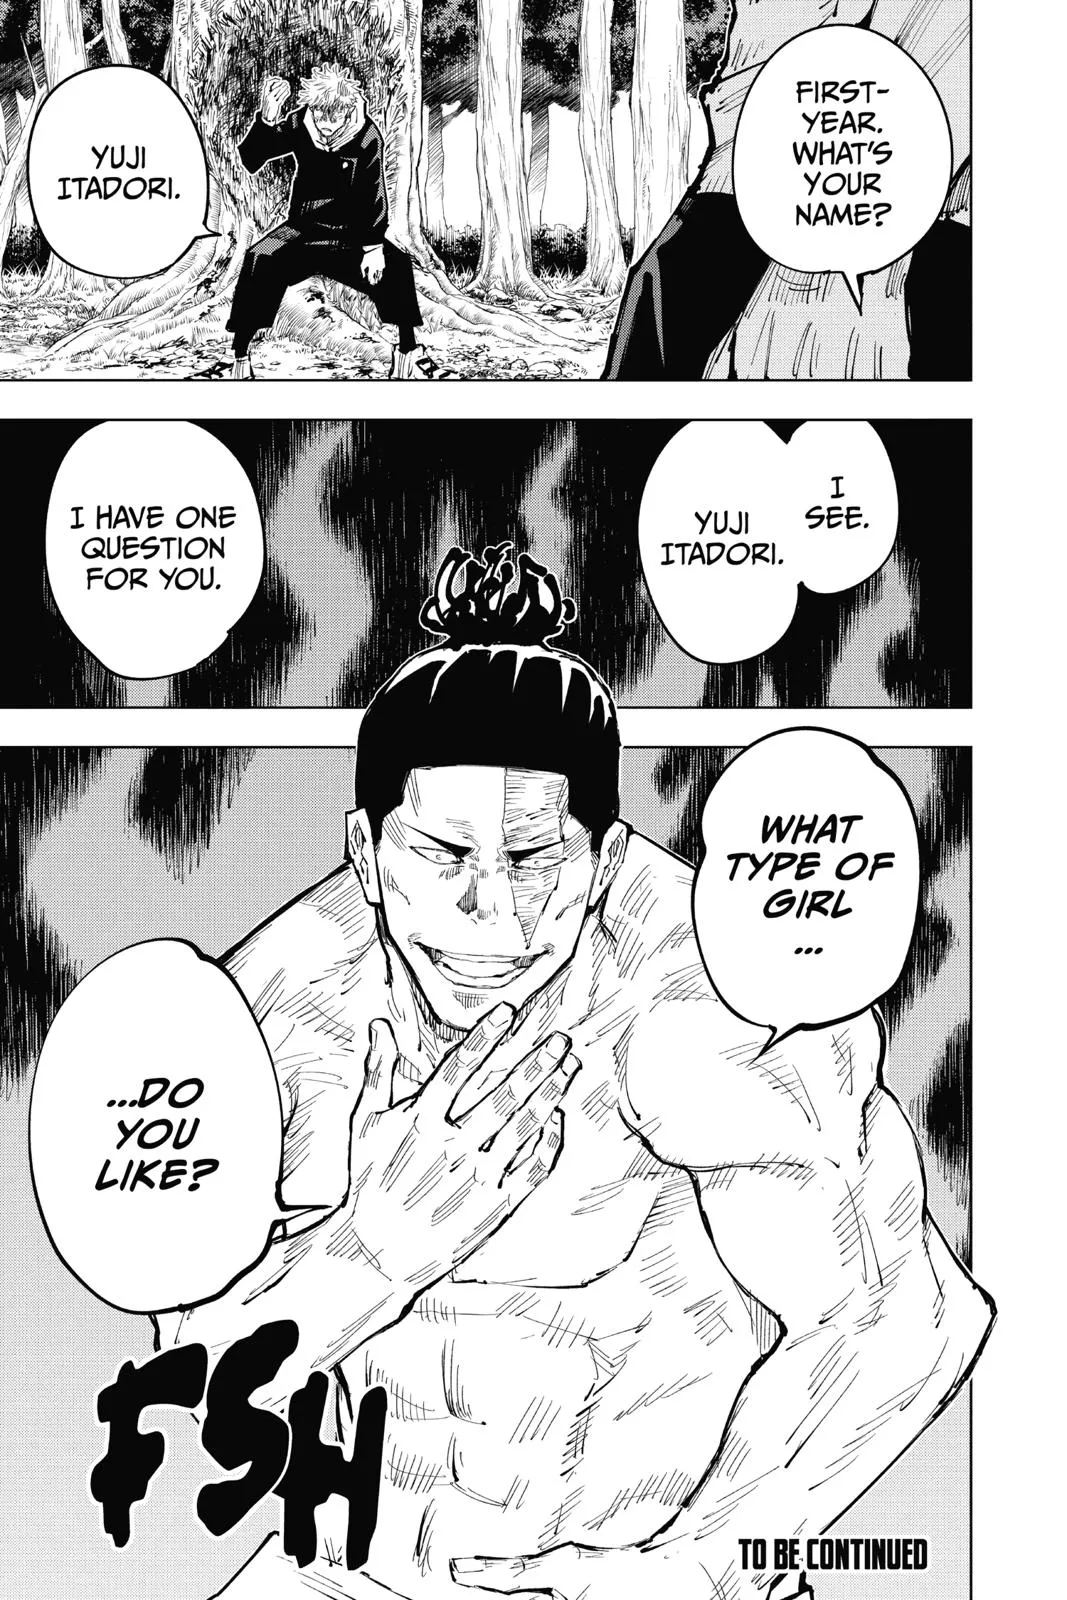 FIRST-
YEAR.
WHAT'S
YOUR
NAME?
YUJI
ITADORI.
I
SEE.
YUJI
ITADORI.
I HAVE ONE
QUESTION
FOR YOU.
WHAT
TYPE OF
GIRL
...
...DO
YOU
LIKE?
FSH
TO BE CONTINUED